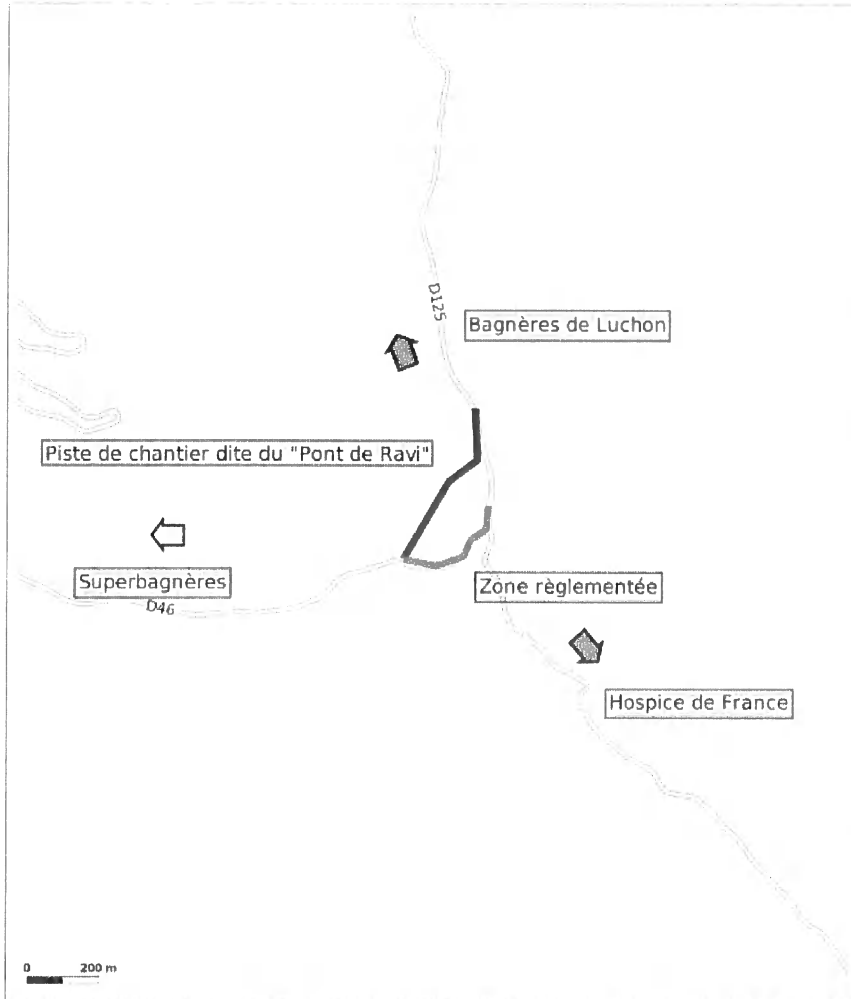 D125
Bagnères de Luchon
Piste de chantier dite du "Pont de Ravi"
Superbagnères
Zone règlementée
D46
Hospice de France
0 200 m